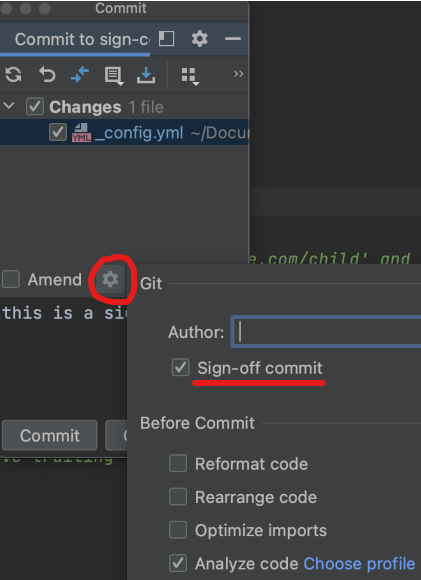 Commit
Commit to sign-c
Changes 1 file
YML _config.yml ~/Docu
e.com/child' and
Amend
Git
this is a si
Author:
Sign-off commit
Before Commit
Commit
Reformat code
Rearrange code
Optimize imports
Analyze code Choose profile